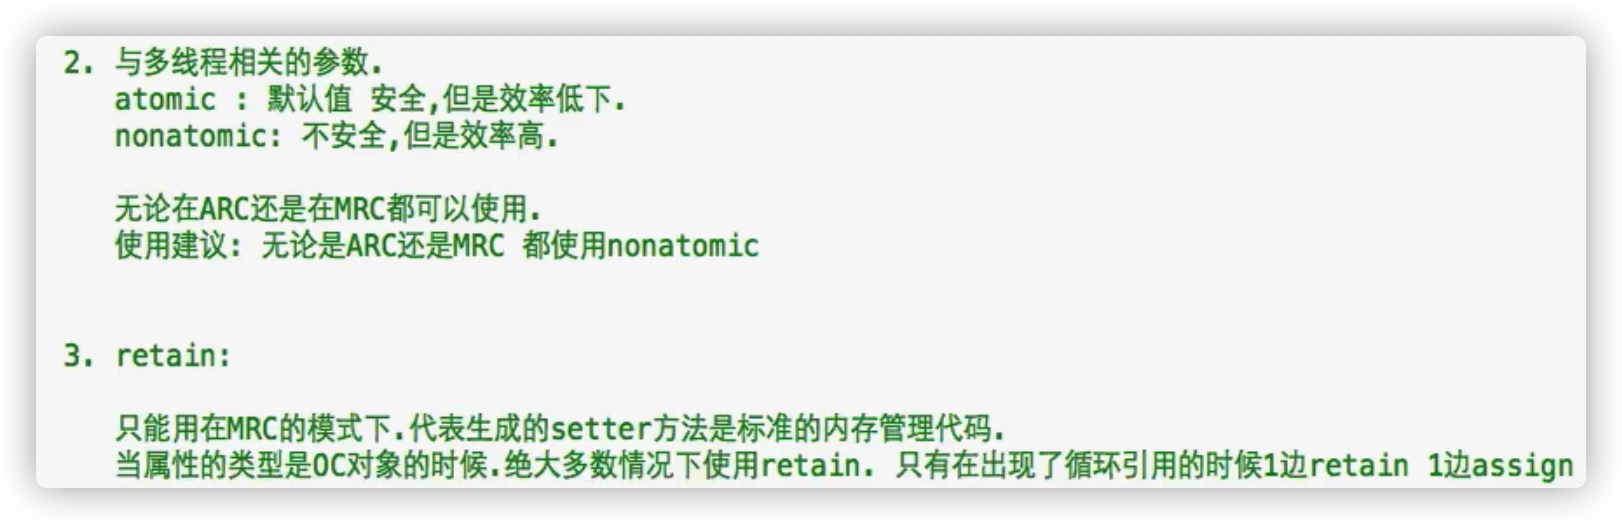 2. 与多线程相关的参数.
atomic : 默认值 安全,但是效率低下.
nonatomic: 不安全,但是效率高.
无论在ARC还是在MRC都可以使用.
使用建议: 无论是ARC还是MRC 都使用nonatomic
3. retain:
只能用在MRC的模式下.代表生成的setter方法是标准的内存管理代码.
当属性的类型是OC对象的时候.绝大多数情况下使用retain. 只有在出现了循环引用的时候1边retain 1边assign